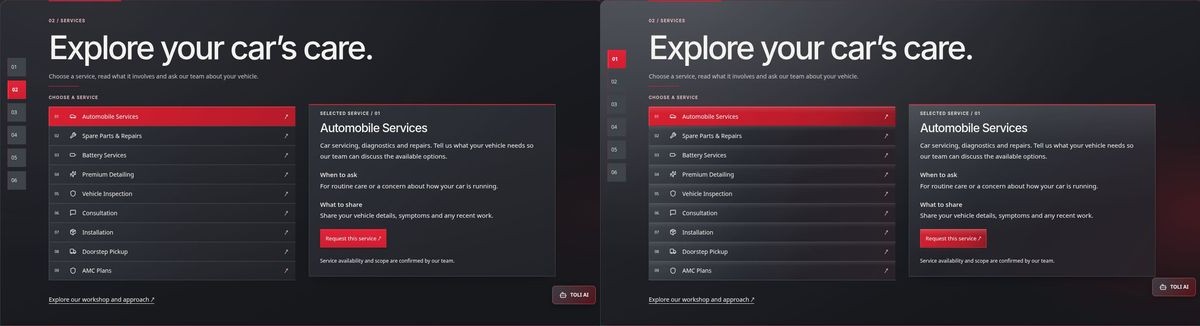 02 / SERVICES
Explore your car's care.
Choose a service, read what it involves and ask our team about your vehicle.
01
02
03
04
05
06
CHOOSE A SERVICE
01 Automobile Services ↗
02 Spare Parts & Repairs ↗
03 Battery Services ↗
04 Premium Detailing ↗
05 Vehicle Inspection ↗
06 Consultation ↗
07 Installation ↗
08 Doorstep Pickup ↗
09 AMC Plans ↗
Explore our workshop and approach ↗
SELECTED SERVICE / 01
Automobile Services
Car servicing, diagnostics and repairs. Tell us what your vehicle needs so
our team can discuss the available options.
When to ask
For routine care or a concern about how your car is running.
What to share
Share your vehicle details, symptoms and any recent work.
Request this service ↗
Service availability and scope are confirmed by our team.
TOLI AI
02 / SERVICES
Explore your car's care.
Choose a service, read what it involves and ask our team about your vehicle.
01
02
03
04
05
06
CHOOSE A SERVICE
01 Automobile Services ↗
02 Spare Parts & Repairs ↗
03 Battery Services ↗
04 Premium Detailing ↗
05 Vehicle Inspection ↗
06 Consultation ↗
07 Installation ↗
08 Doorstep Pickup ↗
09 AMC Plans ↗
Explore our workshop and approach ↗
SELECTED SERVICE / 01
Automobile Services
Car servicing, diagnostics and repairs. Tell us what your vehicle needs so
our team can discuss the available options.
When to ask
For routine care or a concern about how your car is running.
What to share
Share your vehicle details, symptoms and any recent work.
Request this service ↗
Service availability and scope are confirmed by our team.
TOLI AI